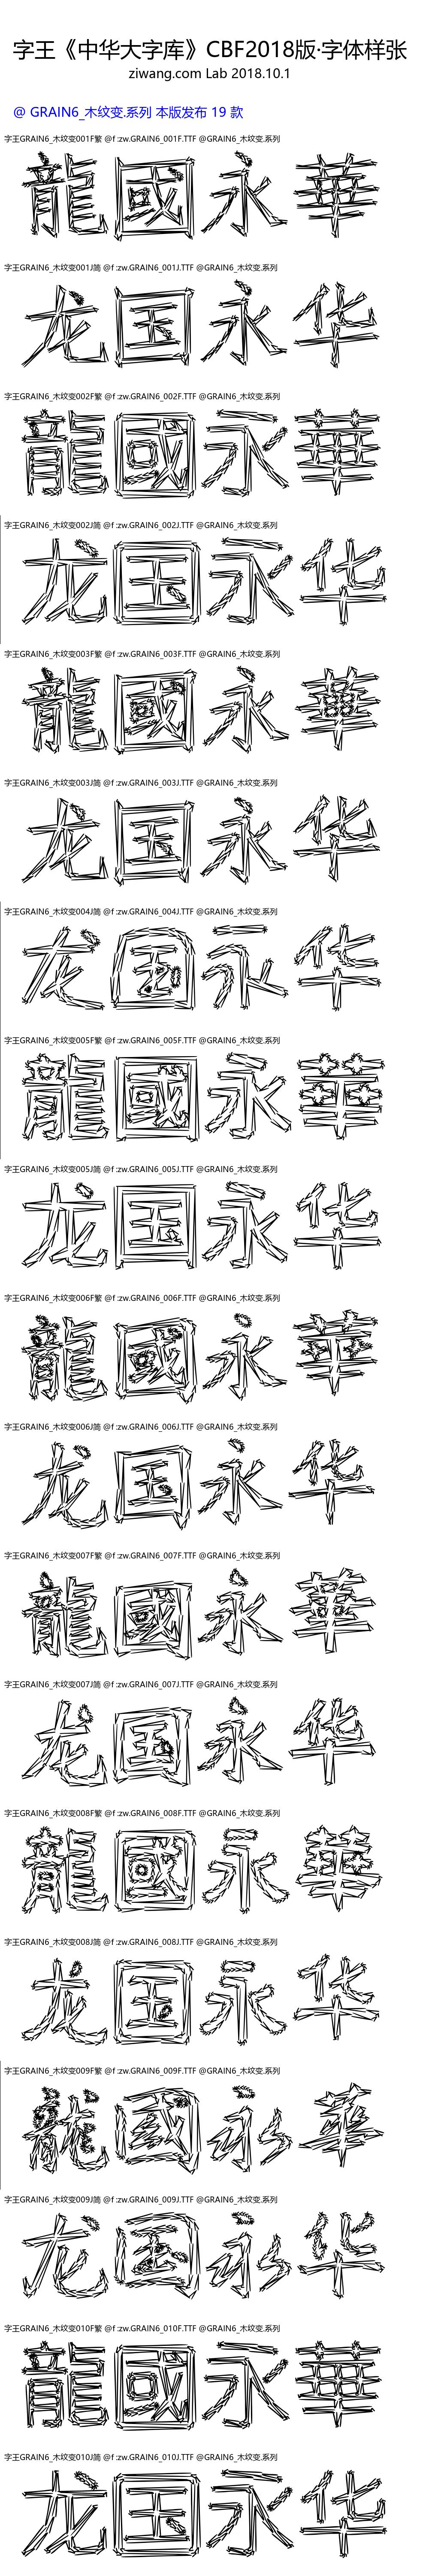 字王《中华大字库》CBF2018版·字体样张
ziwang.com Lab 2018.10.1
@ GRAIN6_木纹变.系列 本版发布 19 款
字王GRAIN6_木纹变001F繁 @f :zw.GRAIN6_001F.TTF @GRAIN6_木纹变.系列
龍國永華
字王GRAIN6_木纹变001J简 @f :zw.GRAIN6_001J.TTF @GRAIN6_木纹变.系列
龙国永华
字王GRAIN6_木纹变002F繁 @f :zw.GRAIN6_002F.TTF @GRAIN6_木纹变.系列
龍國永華
字王GRAIN6_木纹变002J简 @f :zw.GRAIN6_002J.TTF @GRAIN6_木纹变.系列
龙国永华
字王GRAIN6_木纹变003F繁 @f :zw.GRAIN6_003F.TTF @GRAIN6_木纹变.系列
龍國永華
字王GRAIN6_木纹变003J简 @f :zw.GRAIN6_003J.TTF @GRAIN6_木纹变.系列
龙国永华
字王GRAIN6_木纹变004J简 @f :zw.GRAIN6_004J.TTF @GRAIN6_木纹变.系列
龙国永华
字王GRAIN6_木纹变005F繁 @f :zw.GRAIN6_005F.TTF @GRAIN6_木纹变.系列
龍國永華
字王GRAIN6_木纹变005J简 @f :zw.GRAIN6_005J.TTF @GRAIN6_木纹变.系列
龙国永华
字王GRAIN6_木纹变006F繁 @f :zw.GRAIN6_006F.TTF @GRAIN6_木纹变.系列
龍國永華
字王GRAIN6_木纹变006J简 @f :zw.GRAIN6_006J.TTF @GRAIN6_木纹变.系列
龙国永华
字王GRAIN6_木纹变007F繁 @f :zw.GRAIN6_007F.TTF @GRAIN6_木纹变.系列
龍國永華
字王GRAIN6_木纹变007J简 @f :zw.GRAIN6_007J.TTF @GRAIN6_木纹变.系列
龙国永华
字王GRAIN6_木纹变008F繁 @f :zw.GRAIN6_008F.TTF @GRAIN6_木纹变.系列
龍國永華
字王GRAIN6_木纹变008J简 @f :zw.GRAIN6_008J.TTF @GRAIN6_木纹变.系列
龙国永华
字王GRAIN6_木纹变009F繁 @f :zw.GRAIN6_009F.TTF @GRAIN6_木纹变.系列
龍國永華
字王GRAIN6_木纹变009J简 @f :zw.GRAIN6_009J.TTF @GRAIN6_木纹变.系列
龙国永华
字王GRAIN6_木纹变010F繁 @f :zw.GRAIN6_010F.TTF @GRAIN6_木纹变.系列
龍國永華
字王GRAIN6_木纹变010J简 @f :zw.GRAIN6_010J.TTF @GRAIN6_木纹变.系列
龙国永华